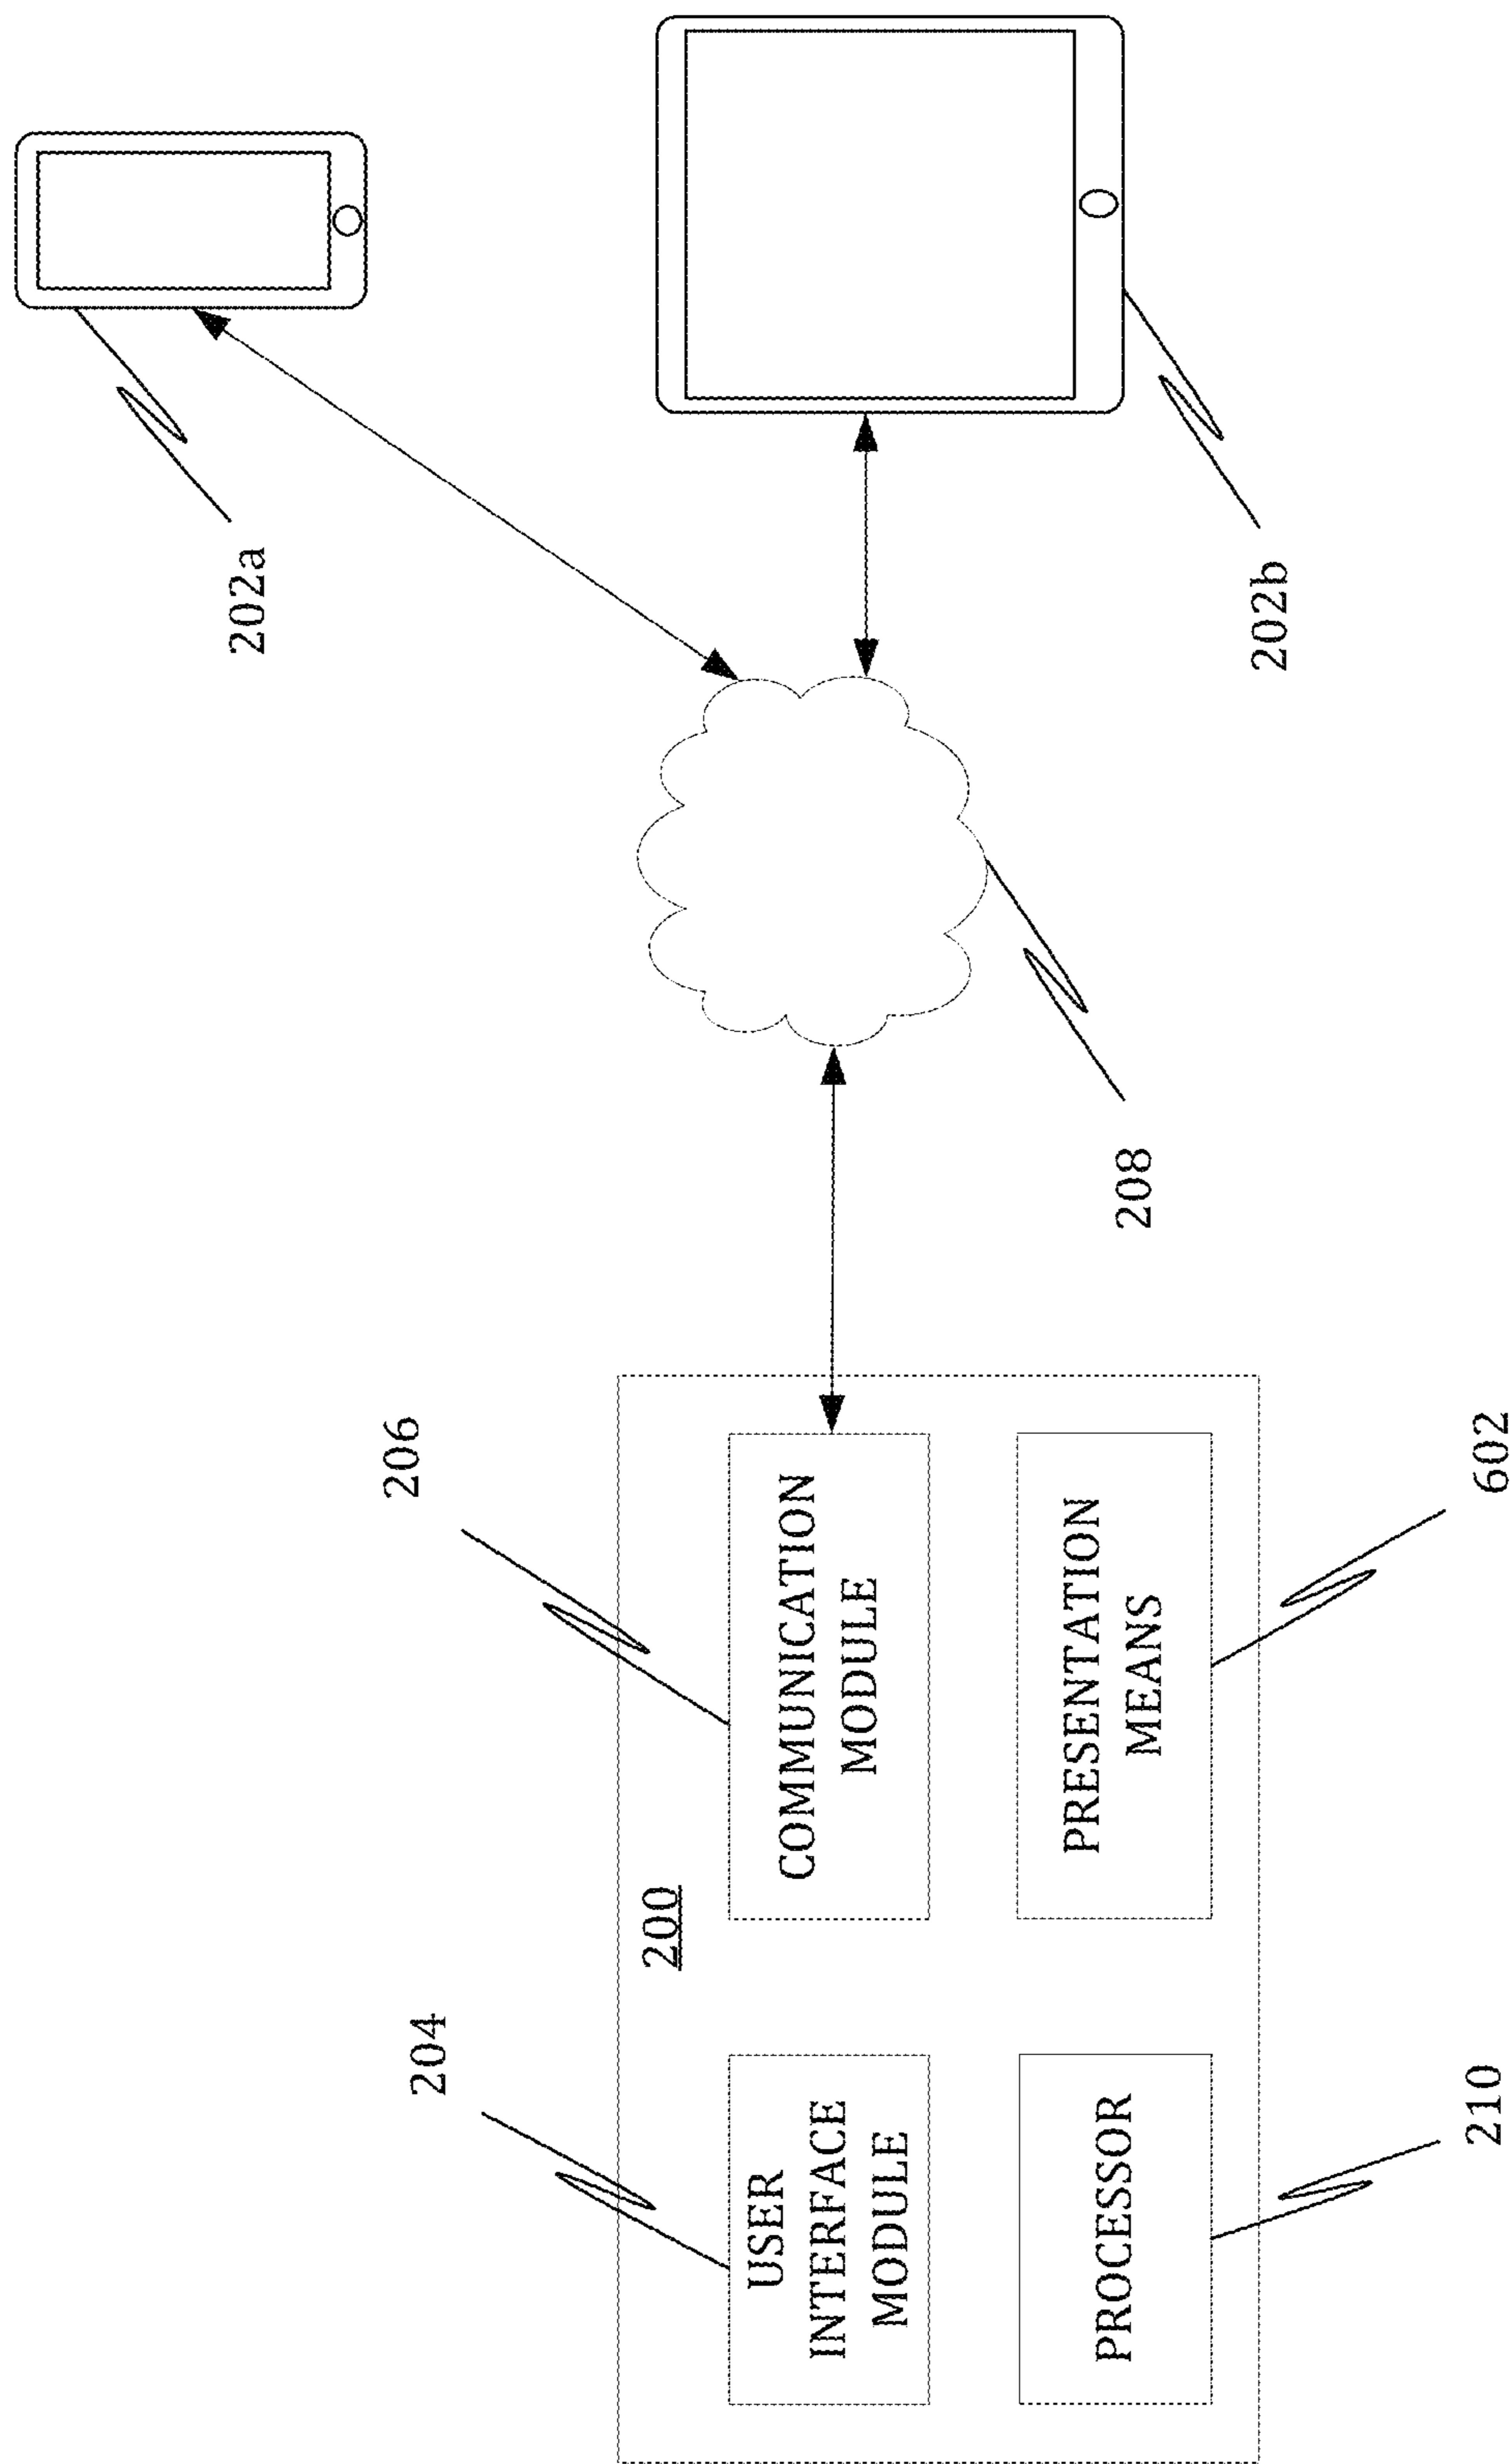 202a
202b
208
206
602
200
COMMUNICATION
MODULE
PRESENTATION
MEANS
204
210
USER
INTERFACE
MODULE
PROCESSOR